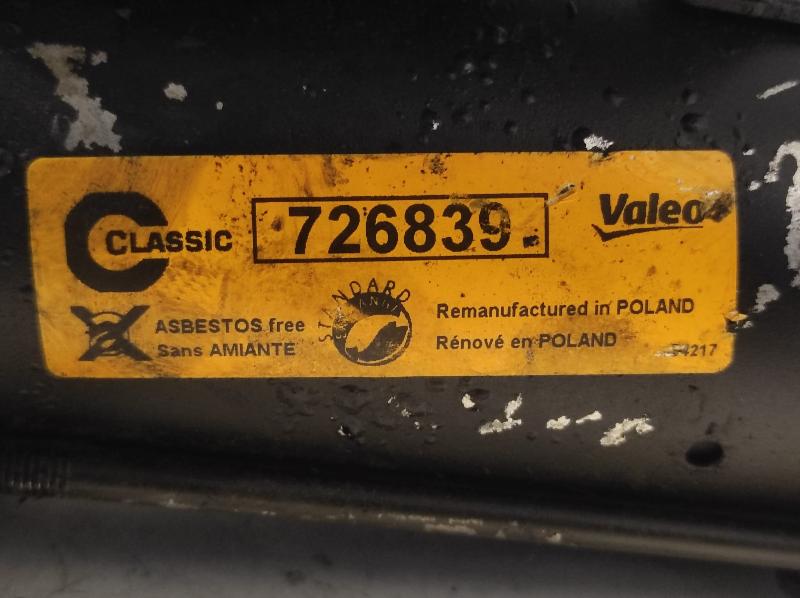 C CLASSIC
726839.
Valeo
ASBESTOS free
Sans AMIANTE
STANDARD
Remanufactured in POLAND
Rénové en POLAND